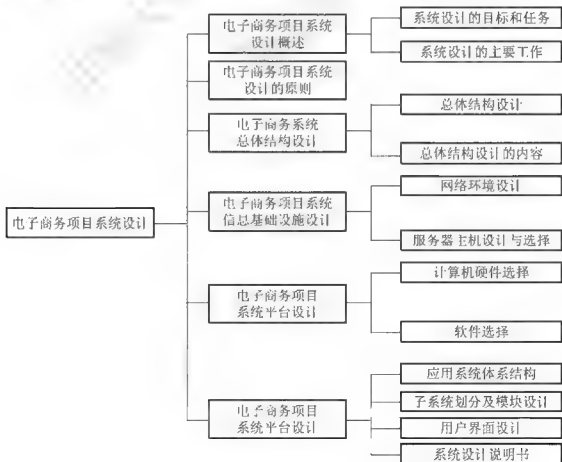 电子商务项目系统设计
电子商务项目系统
设计概述
系统设计的目标和任务
系统设计的主要工作
电子商务项目系统
设计的原则
电子商务系统
总体结构设计
总体结构设计
总体结构设计的内容
电子商务项目系统
信息基础设施设计
网络环境设计
服务器主机设计与选择
电子商务项目
系统平台设计
计算机硬件选择
软件选择
电子商务项目
系统平台设计
应用系统体系结构
子系统划分及模块设计
用户界面设计
系统设计说明书